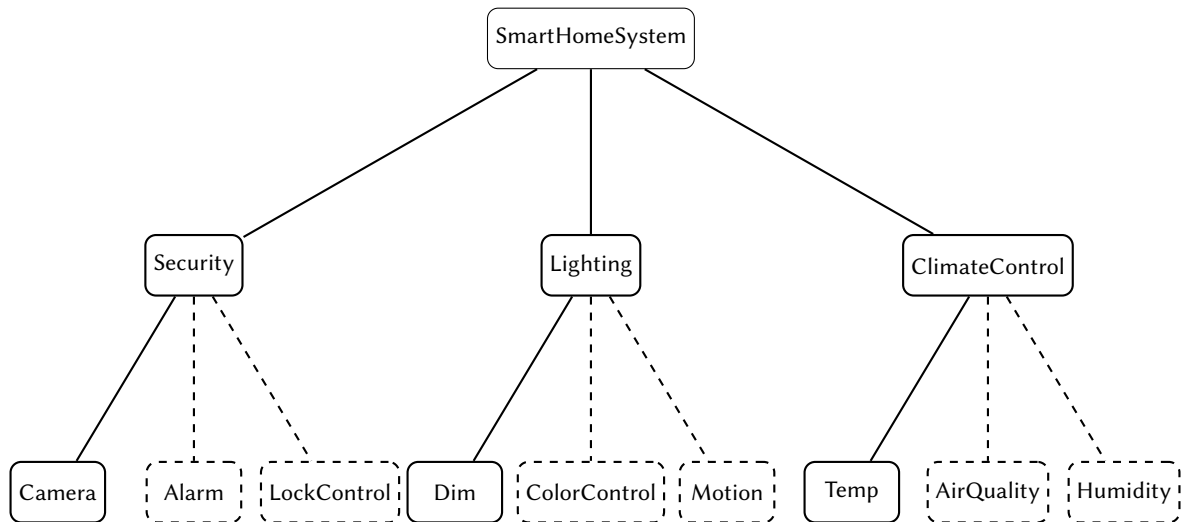 SmartHomeSystem
Security
Lighting
ClimateControl
Camera
Alarm
LockControl
Dim
ColorControl
Motion
Temp
AirQuality
Humidity